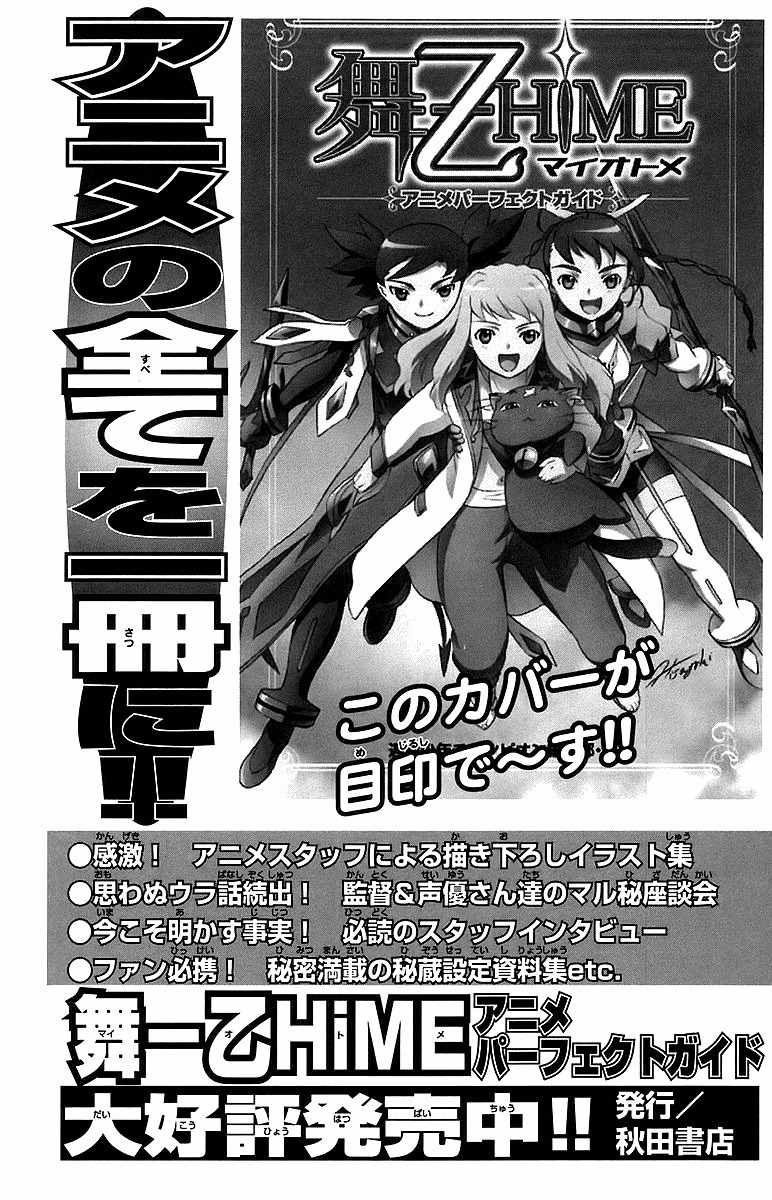 アニメの全てを一冊に!!
舞-乙HiME
マイオトメ
アニメパーフェクトガイド
このカバーが
目印で〜す!!
●感激! アニメスタッフによる描き下ろしイラスト集
●思わぬウラ話続出! 監督&声優さん達のマル秘座談会
●今こそ明かす事実! 必読のスタッフインタビュー
●ファン必携! 秘密満載の秘蔵設定資料集etc.
舞-乙HiME
アニメ
パーフェクトガイド
大好評発売中!!
発行/
秋田書店